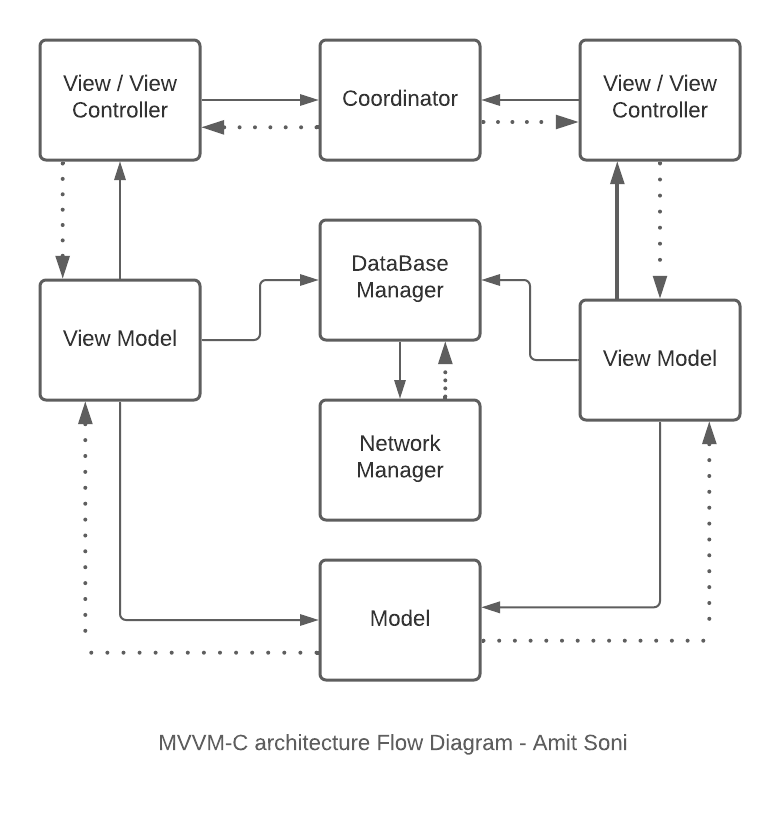 View / View
Controller
Coordinator
View / View
Controller
DataBase
Manager
View Model
View Model
Network
Manager
Model
MVVM-C architecture Flow Diagram - Amit Soni